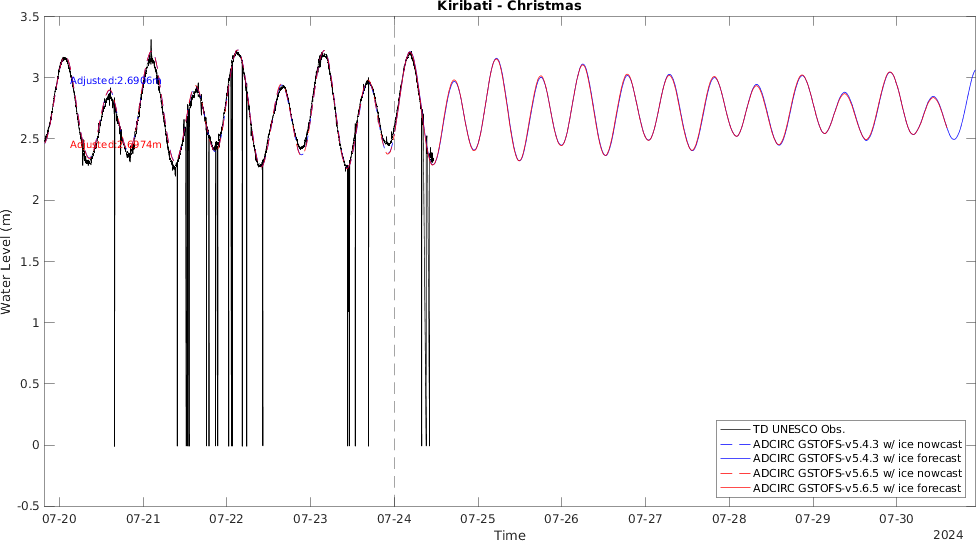 Kiribati - Christmas
3.5
3
2.5
2
1.5
1
0.5
0
-0.5
Water Level (m)
Adjusted:2.6906m
Adjusted:2.6974m
TD UNESCO Obs.
ADCIRC GSTOFS-v5.4.3 w/ ice nowcast
ADCIRC GSTOFS-v5.4.3 w/ ice forecast
ADCIRC GSTOFS-v5.6.5 w/ ice nowcast
ADCIRC GSTOFS-v5.6.5 w/ ice forecast
07-20 07-21 07-22 07-23 07-24 07-25 07-26 07-27 07-28 07-29 07-30
Time
2024